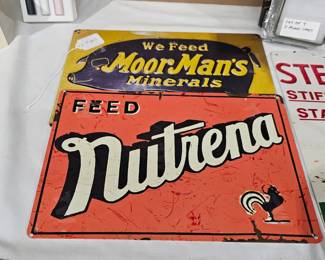 We Feed
MoorMan's
Minerals
FEED
Nutrena
STE
STIF
STA